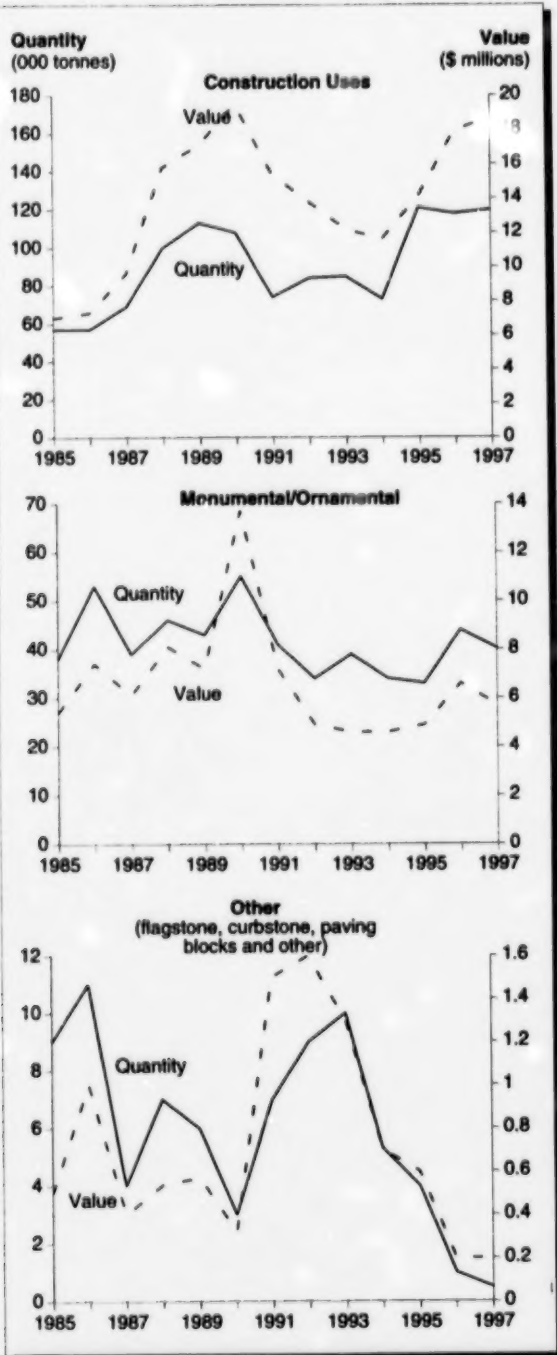 Quantity Value
(000 tonnes) ($ millions)
Construction Uses
180 20
160 18
140 16
120 14
100 12
80 10
60 8
40 6
20 4
0 2
0
Value
Quantity
1985 1987 1989 1991 1993 1995 1997
Monumental/Ornamental
70 14
60 12
50 10
40 8
30 6
20 4
10 2
0 0
Quantity
Value
1985 1987 1989 1991 1993 1995 1997
Other
(flagstone, curbstone, paving
blocks and other)
12 1.6
10 1.4
8 1.2
6 1
4 0.8
2 0.6
0 0.4
0.2
0
Quantity
Value
1985 1987 1989 1991 1993 1995 1997